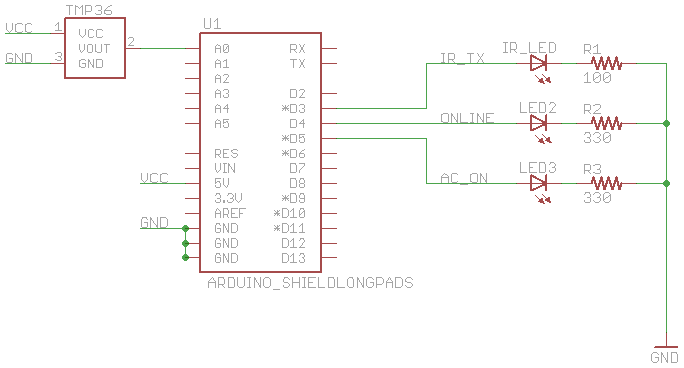 TMP36
VCC 1 VCC
VOUT 2
GND 3 GND
U1
A0 RX
A1 TX
A2
A3 D2
A4 *D3
A5 D4
*D5
RES *D6
VIN D7
VCC 5V D8
3.3V *D9
AREF *D10
GND GND *D11
GND D12
GND D13
ARDUINO_SHIELDLONGPADS
IR_TX IR_LED R1
100
ONLINE LED2 R2
330
AC_ON LED3 R3
330
GND